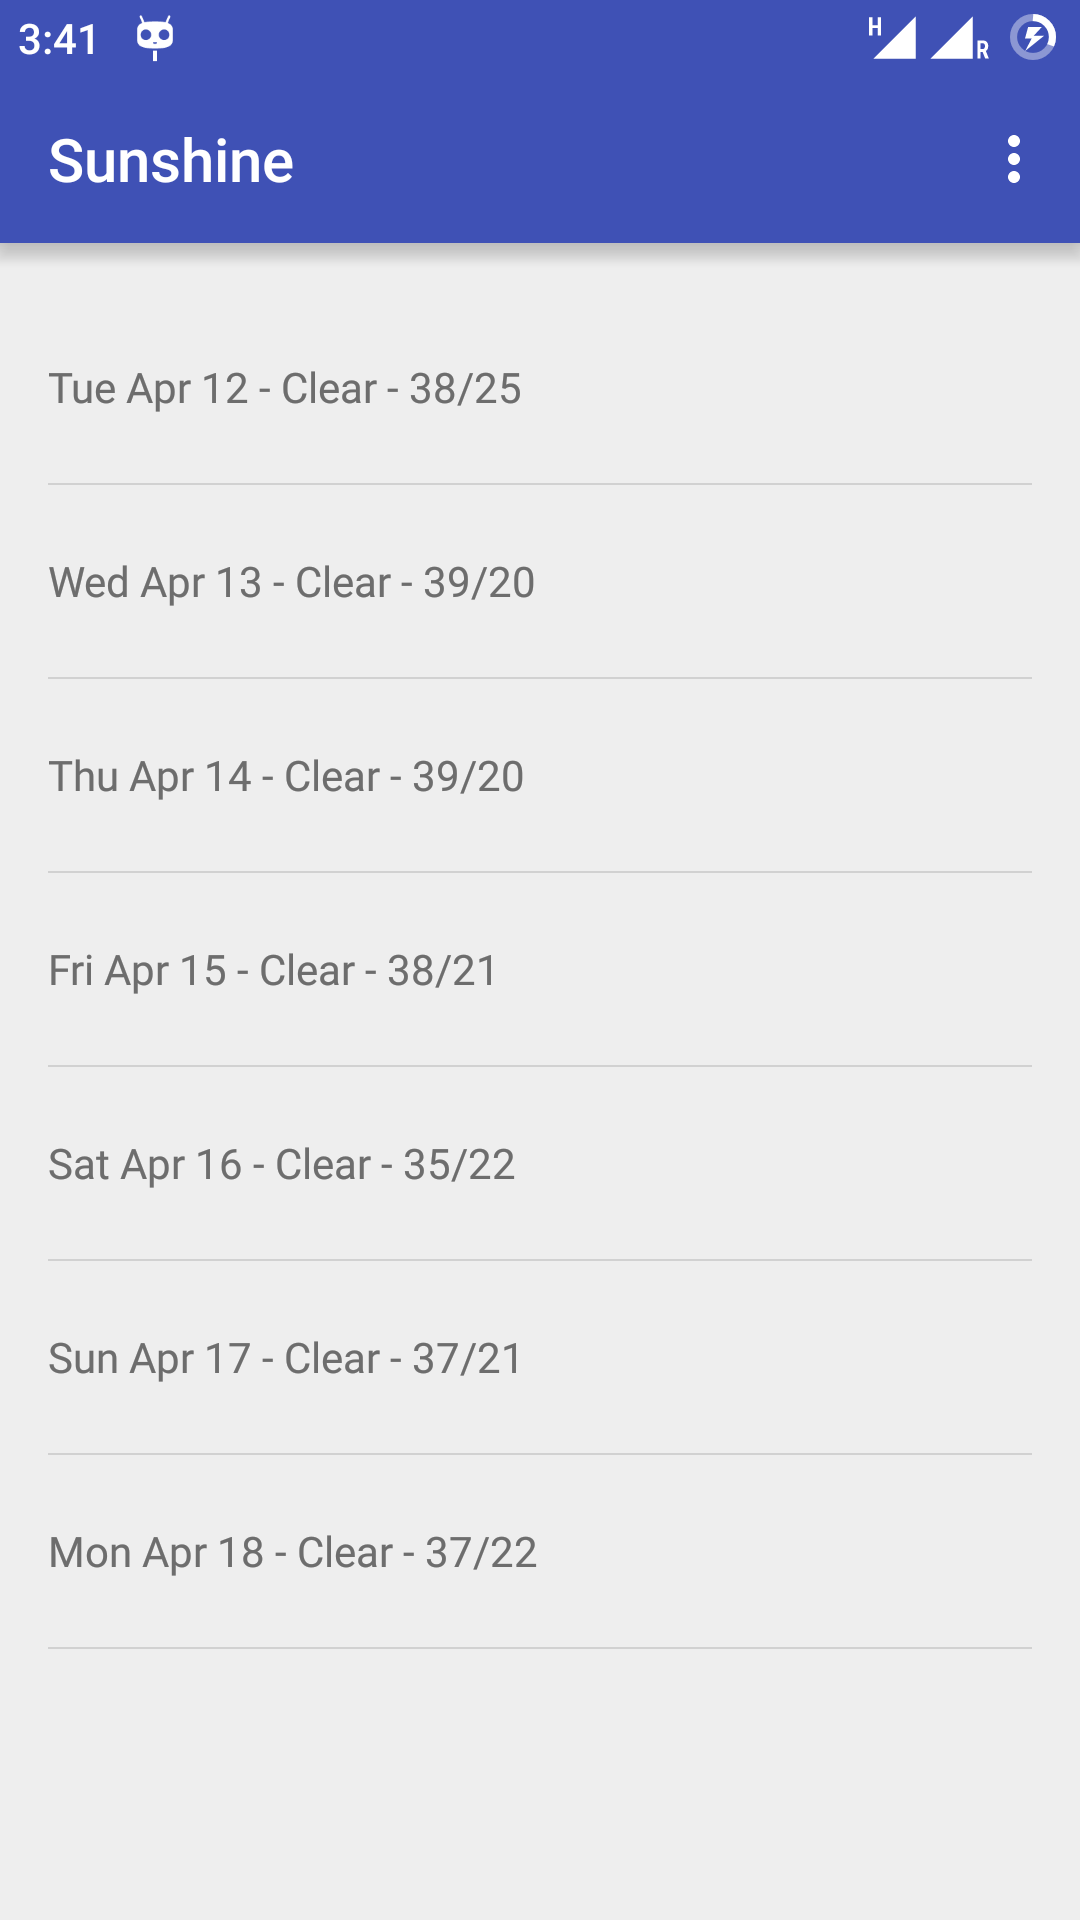 3:41
H
R
Sunshine
Tue Apr 12 - Clear - 38/25
Wed Apr 13 - Clear - 39/20
Thu Apr 14 - Clear - 39/20
Fri Apr 15 - Clear - 38/21
Sat Apr 16 - Clear - 35/22
Sun Apr 17 - Clear - 37/21
Mon Apr 18 - Clear - 37/22